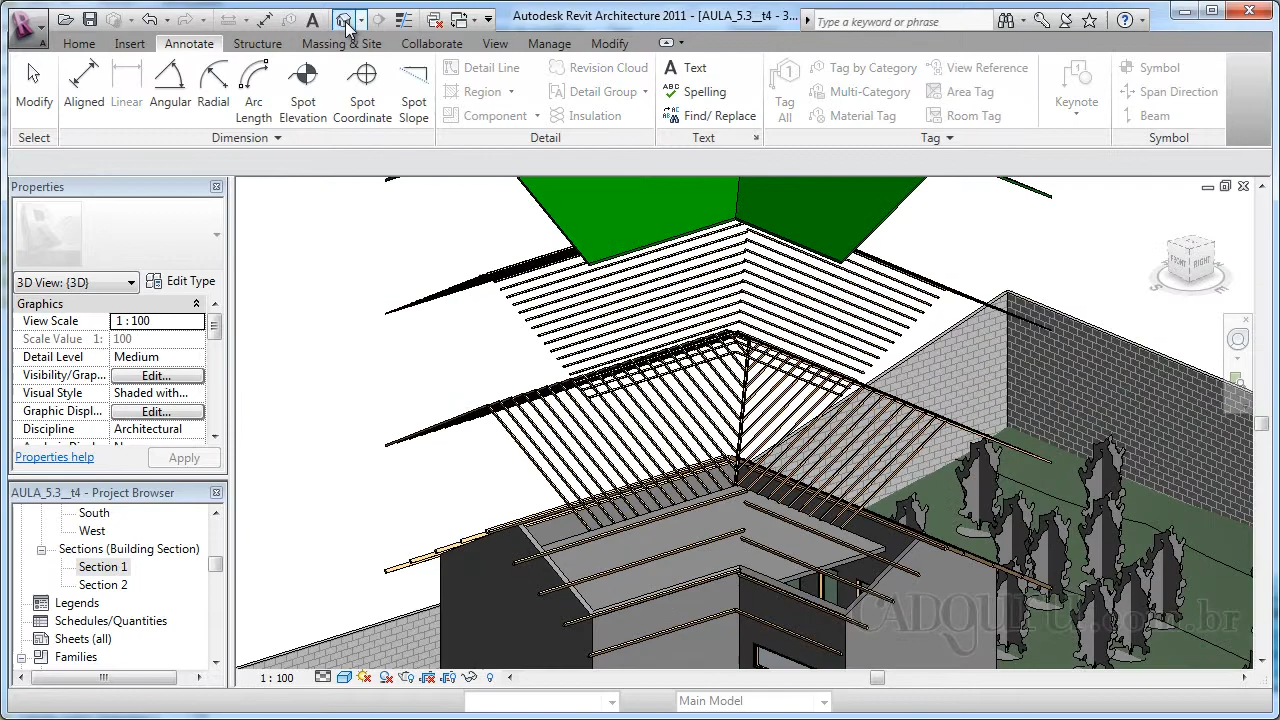 Autodesk Revit Architecture 2011 - [AULA_5.3__t4 - 3...
Type a keyword or phrase
Home Insert Annotate Structure Massing & Site Collaborate View Manage Modify
Modify Aligned Linear Angular Radial Arc Length Spot Elevation Spot Coordinate Spot Slope
Detail Line Revision Cloud
Region Detail Group
Component Insulation
ABC Text
Spelling
Find/ Replace
Tag All
Tag by Category View Reference
Multi-Category Area Tag
Material Tag Room Tag
Keynote
Symbol
Span Direction
Beam
Select Dimension Detail Text Tag Symbol
Properties
3D View: {3D} Edit Type
Graphics
View Scale 1 : 100
Scale Value 1: 100
Detail Level Medium
Visibility/Grap... Edit...
Visual Style Shaded with...
Graphic Displ... Edit...
Discipline Architectural
Properties help Apply
AULA_5.3__t4 - Project Browser
South
West
Sections (Building Section)
Section 1
Section 2
Legends
Schedules/Quantities
Sheets (all)
Families
FRONT RIGHT
S E
1 : 100
Main Model